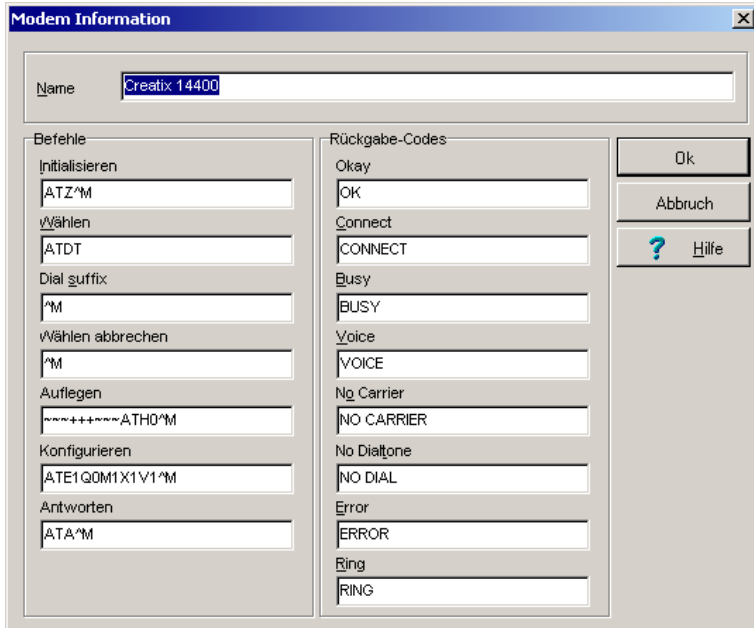 Modem Information
Name
Creatix 14400
Befehle
Initialisieren
ATZ^M
Wählen
ATDT
Dial suffix
^M
Wählen abbrechen
^M
Auflegen
~~~+++~~~ATH0^M
Konfigurieren
ATE1Q0M1X1V1^M
Antworten
ATA^M
Rückgabe-Codes
Okay
OK
Connect
CONNECT
Busy
BUSY
Voice
VOICE
No Carrier
NO CARRIER
No Dialtone
NO DIAL
Error
ERROR
Ring
RING
Ok
Abbruch
? Hilfe